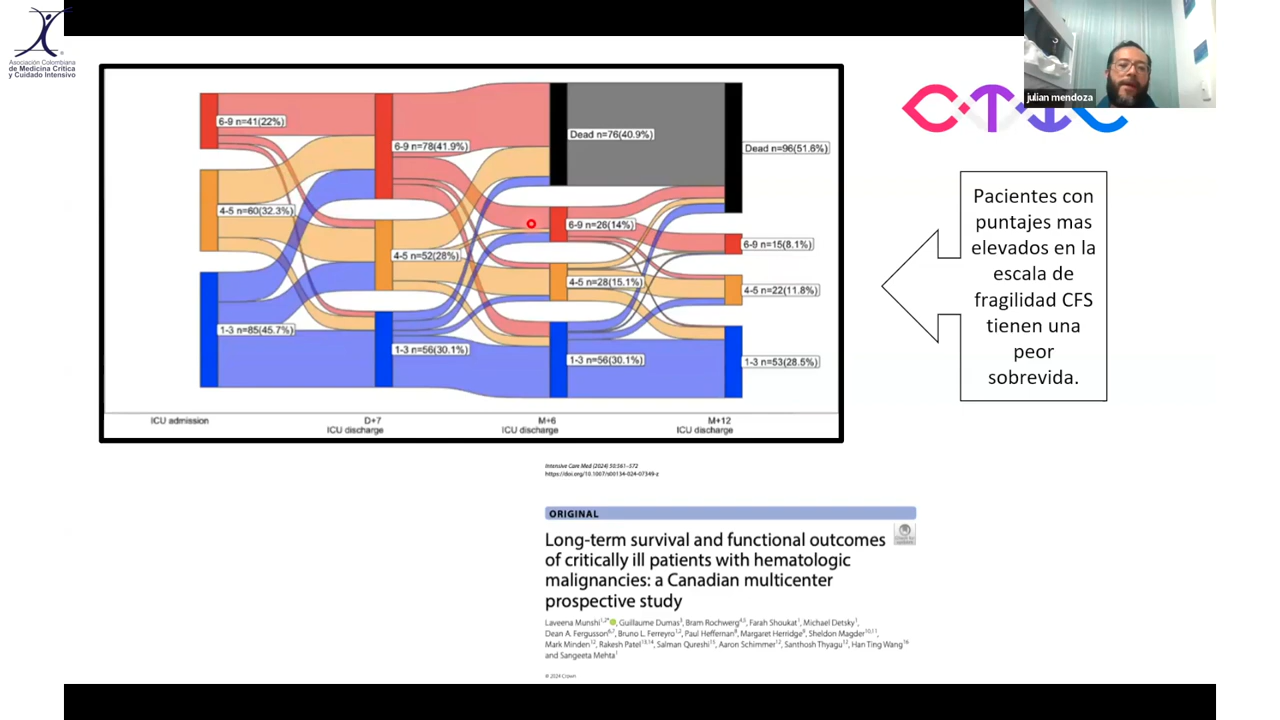 Asociación Colombiana
de Medicina Crítica
y Cuidado Intensivo
julian mendoza
CTIC
6-9 n=41(22%)
4-5 n=60(32.3%)
1-3 n=85(45.7%)
6-9 n=78(41.9%)
4-5 n=52(28%)
1-3 n=56(30.1%)
Dead n=76(40.9%)
6-9 n=26(14%)
4-5 n=28(15.1%)
1-3 n=56(30.1%)
Dead n=96(51.6%)
6-9 n=15(8.1%)
4-5 n=22(11.8%)
1-3 n=53(28.5%)
ICU admission
D+7
ICU discharge
M+6
ICU discharge
M+12
ICU discharge
Pacientes con
puntajes mas
elevados en la
escala de
fragilidad CFS
tienen una
peor
sobrevida.
Intensive Care Med (2024) 50:561–572
https://doi.org/10.1007/s00134-024-07349-z
ORIGINAL
Long-term survival and functional outcomes
of critically ill patients with hematologic
malignancies: a Canadian multicenter
prospective study
Laveena Munshi, Guillaume Dumas, Bram Rochwerg, Farah Shoukat, Michael Detsky,
Dean A. Fergusson, Bruno L. Ferreyro, Paul Heffernan, Margaret Herridge, Sheldon Magder,
Mark Minden, Rakesh Patel, Salman Qureshi, Aaron Schimmer, Santhosh Thyagu, Han Ting Wang
and Sangeeta Mehta
© 2024 Crown